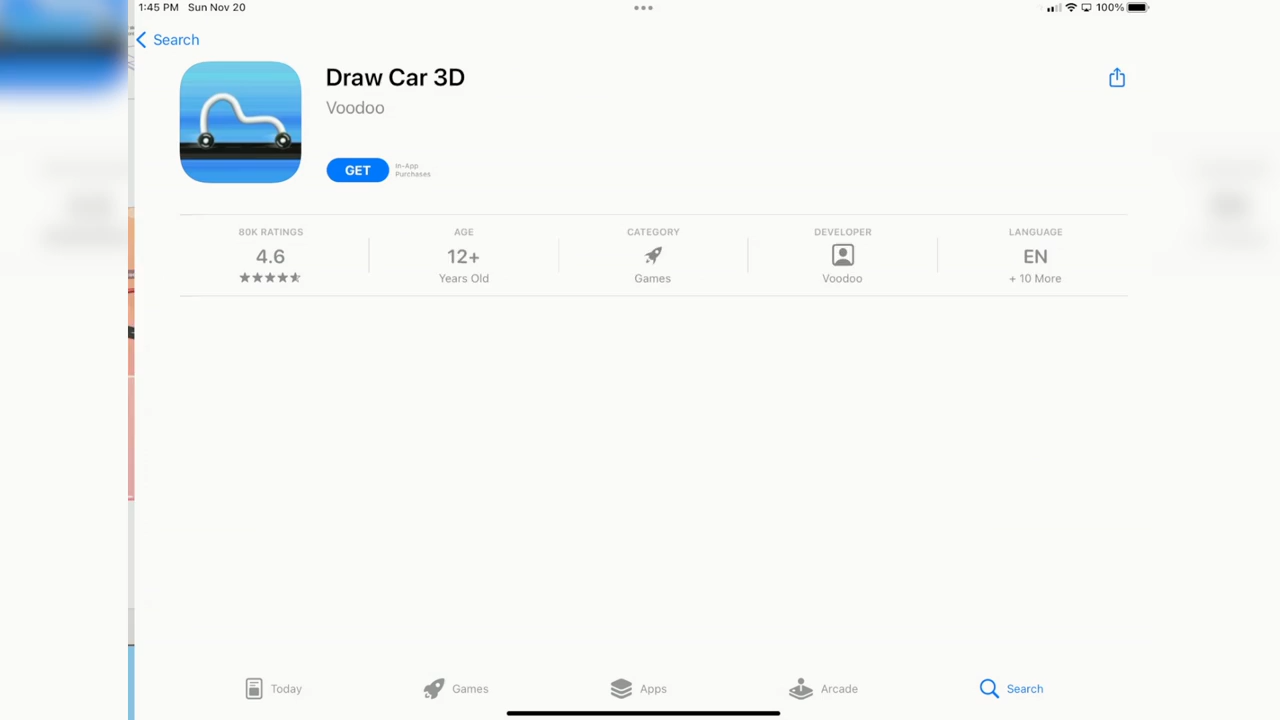 1:45 PM Sun Nov 20
100%
Search
Draw Car 3D
Voodoo
GET
In-App
Purchases
80K RATINGS
AGE
CATEGORY
DEVELOPER
LANGUAGE
4.6
12+
EN
Years Old
Games
Voodoo
+ 10 More
Today
Games
Apps
Arcade
Search